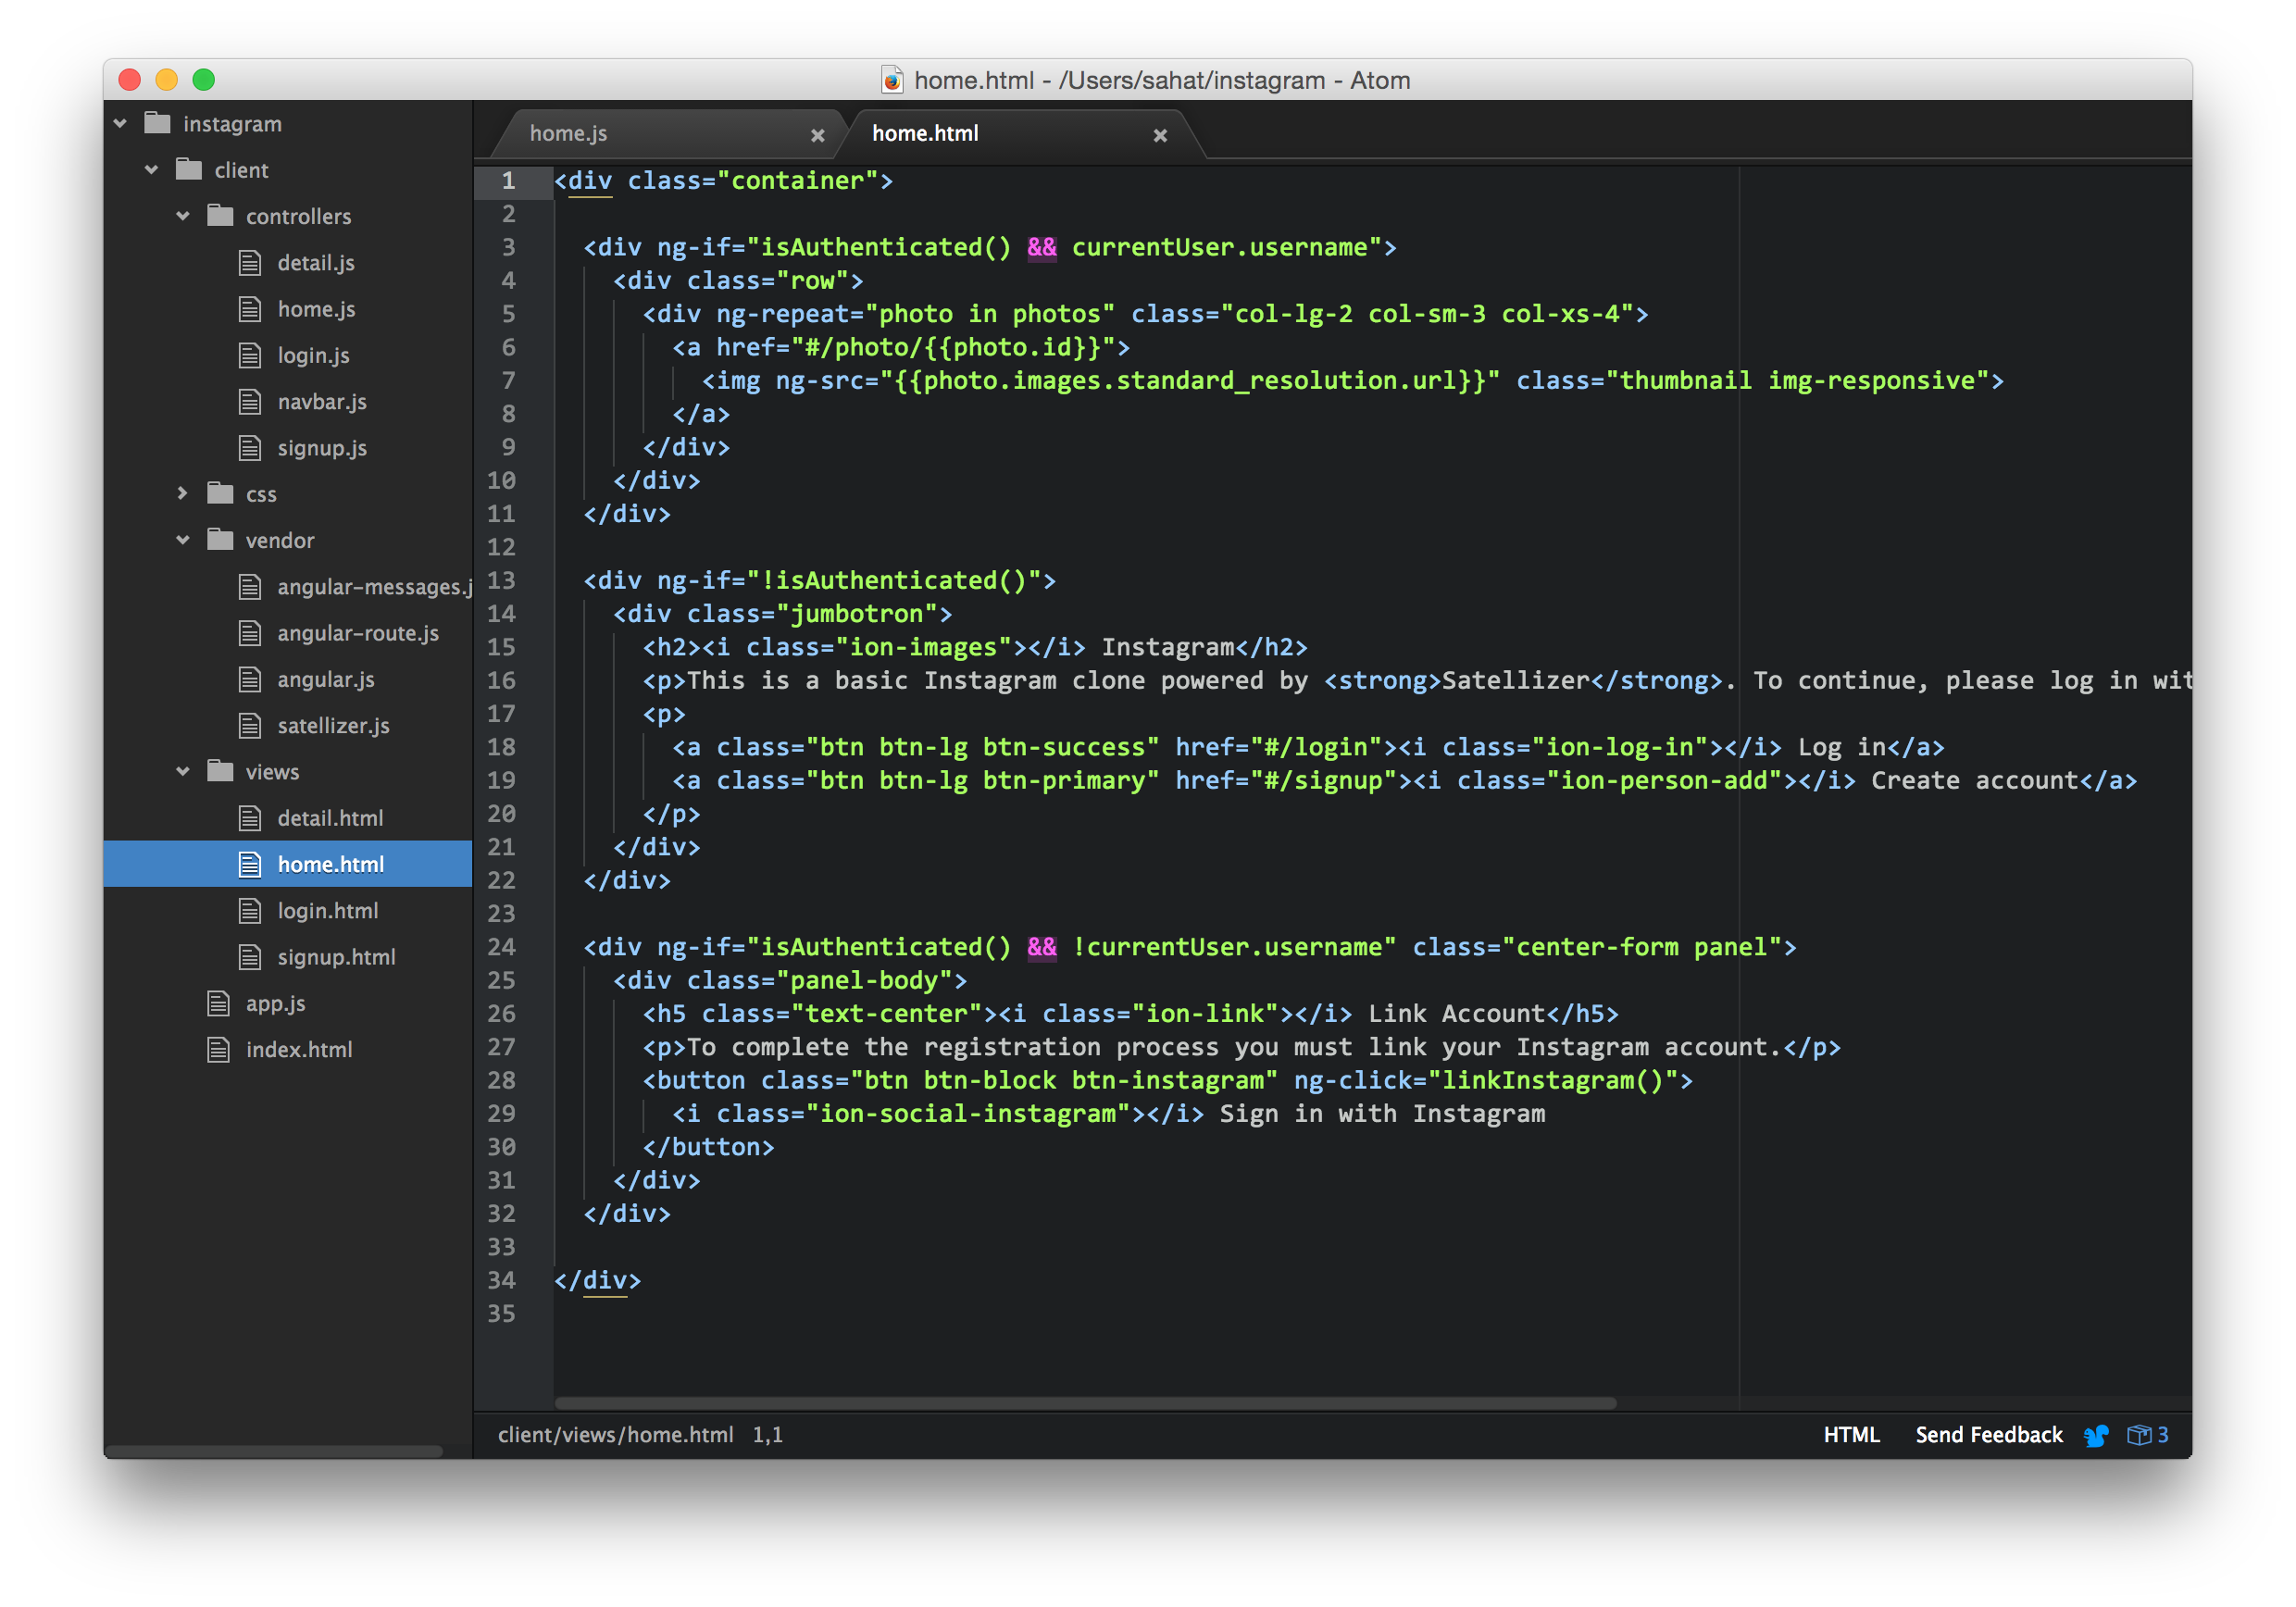 home.html - /Users/sahat/instagram - Atom
instagram
client
controllers
detail.js
home.js
login.js
navbar.js
signup.js
css
vendor
angular-messages.j
angular-route.js
angular.js
satellizer.js
views
detail.html
home.html
login.html
signup.html
app.js
index.html
home.js
home.html
1 <div class="container">
2
3 <div ng-if="isAuthenticated() && currentUser.username">
4 <div class="row">
5 <div ng-repeat="photo in photos" class="col-lg-2 col-sm-3 col-xs-4">
6 <a href="#/photo/{{photo.id}}">
7 <img ng-src="{{photo.images.standard_resolution.url}}" class="thumbnail img-responsive">
8 </a>
9 </div>
10 </div>
11 </div>
12
13 <div ng-if="!isAuthenticated()">
14 <div class="jumbotron">
15 <h2><i class="ion-images"></i> Instagram</h2>
16 <p>This is a basic Instagram clone powered by <strong>Satellizer</strong>. To continue, please log in wit
17 <p>
18 <a class="btn btn-lg btn-success" href="#/login"><i class="ion-log-in"></i> Log in</a>
19 <a class="btn btn-lg btn-primary" href="#/signup"><i class="ion-person-add"></i> Create account</a>
20 </p>
21 </div>
22 </div>
23
24 <div ng-if="isAuthenticated() && !currentUser.username" class="center-form panel">
25 <div class="panel-body">
26 <h5 class="text-center"><i class="ion-link"></i> Link Account</h5>
27 <p>To complete the registration process you must link your Instagram account.</p>
28 <button class="btn btn-block btn-instagram" ng-click="linkInstagram()">
29 <i class="ion-social-instagram"></i> Sign in with Instagram
30 </button>
31 </div>
32 </div>
33
34 </div>
35
client/views/home.html 1,1
HTML Send Feedback 3